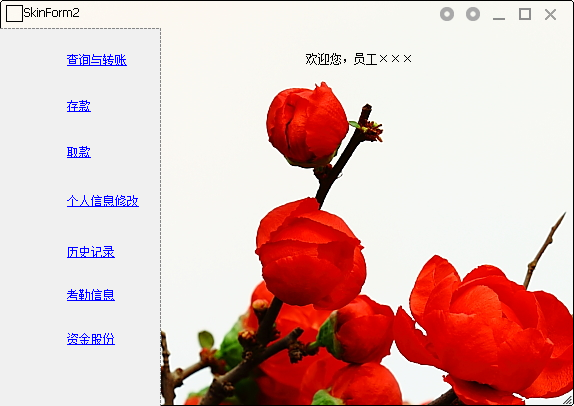 SkinForm2
查询与转账
欢迎您，员工×××
存款
取款
个人信息修改
历史记录
考勤信息
资金股份